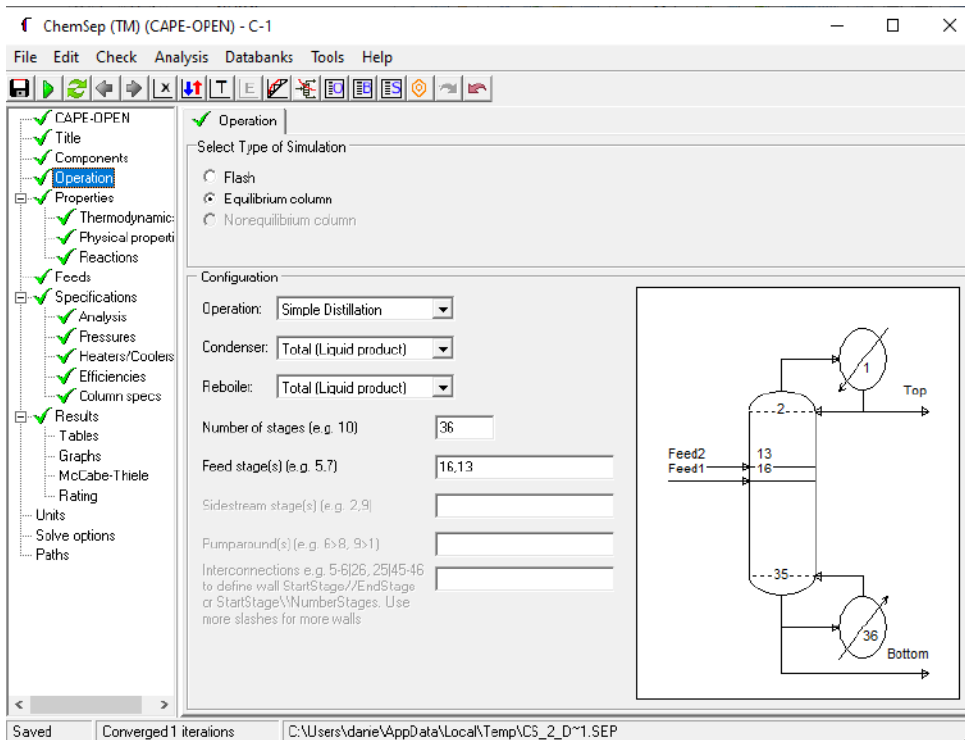 ChemSep (TM) (CAPE-OPEN) - C-1
File Edit Check Analysis Databanks Tools Help
CAPE-OPEN
Title
Components
Operation
Properties
Thermodynamic:
Physical properti
Reactions
Feeds
Specifications
Analysis
Pressures
Heaters/Coolers
Efficiencies
Column specs
Results
Tables
Graphs
McCabe-Thiele
Rating
Units
Solve options
Paths
Operation
Select Type of Simulation
Flash
Equilibrium column
Nonequilibrium column
Configuration
Operation: Simple Distillation
Condenser: Total (Liquid product)
Reboiler: Total (Liquid product)
Number of stages (e.g. 10) 36
Feed stage(s) (e.g. 5,7) 16,13
Sidestream stage(s) (e.g. 2,9)
Pumparound(s) (e.g. 6>8, 9>1)
Interconnections e.g. 5-6|26, 25|45-46
to define wall StartStage//EndStage
or StartStage\\NumberStages. Use
more slashes for more walls
1
Top
2
Feed2 13
Feed1 16
35
36
Bottom
Saved Converged 1 iterations C:\Users\danie\AppData\Local\Temp\CS_2_D~1.SEP